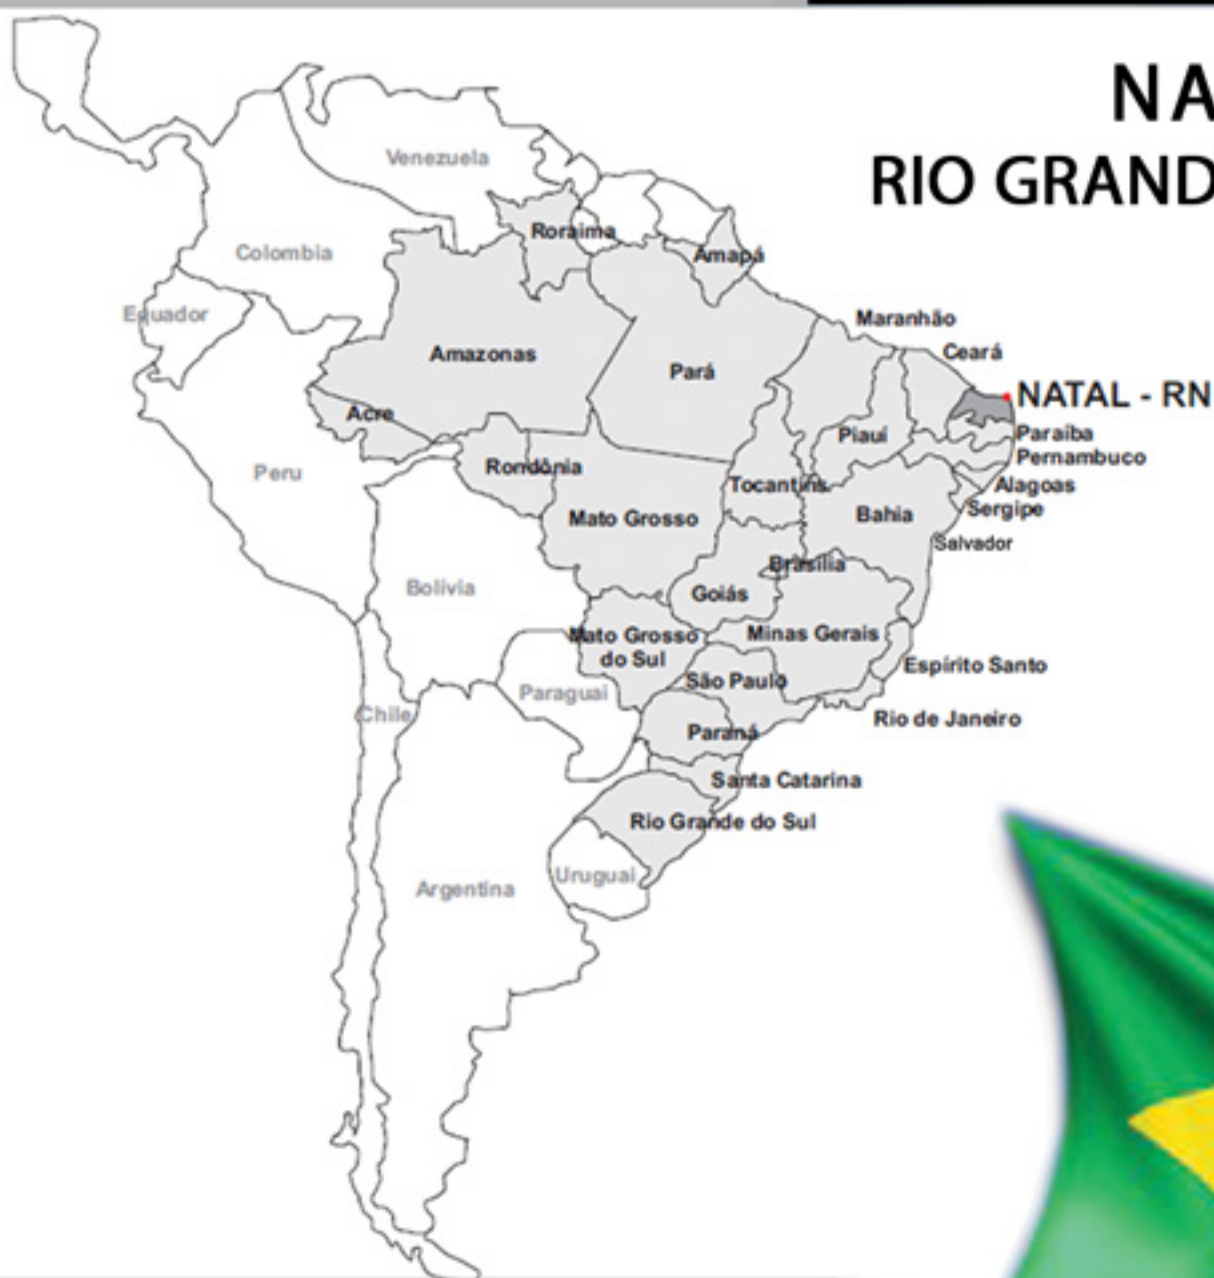 NA
RIO GRAND
Venezuela
Roraima
Colombia
Amapá
Equador
Maranhão
Ceará
Amazonas
Pará
NATAL - RN
Acre
Piauí
Paraíba
Pernambuco
Peru
Rondônia
Tocantins
Alagoas
Mato Grosso
Bahia
Sergipe
Salvador
Brasília
Bolívia
Goiás
Mato Grosso
do Sul
Minas Gerais
Espírito Santo
São Paulo
Paraguai
Chile
Rio de Janeiro
Paraná
Santa Catarina
Rio Grande do Sul
Uruguai
Argentina